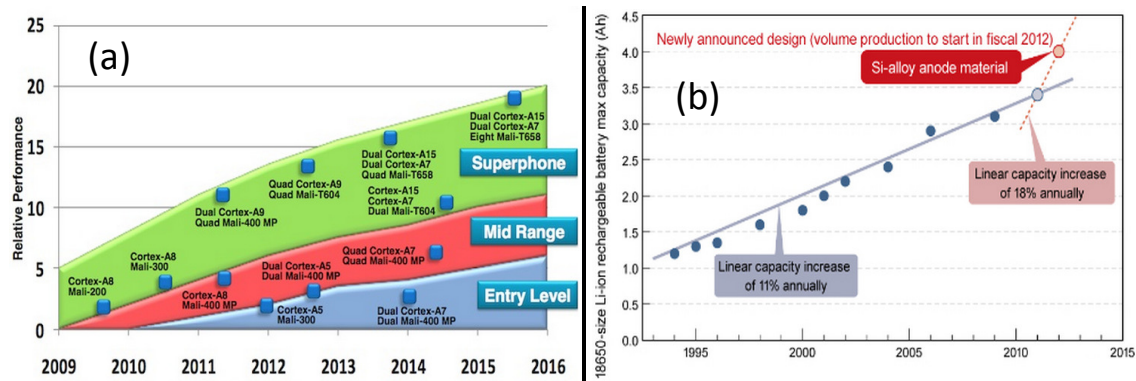 (a)
25
20
15
10
5
0
Relative Performance
2009 2010 2011 2012 2013 2014 2015 2016
Cortex-A8
Mali-200
Cortex-A8
Mali-300
Dual Cortex-A9
Quad Mali-400 MP
Quad Cortex-A9
Quad Mali-T604
Dual Cortex-A15
Dual Cortex-A7
Quad Mali-T658
Dual Cortex-A15
Dual Cortex-A7
Eight Mali-T658
Superphone
Cortex-A15
Cortex-A7
Dual Mali-T604
Mid Range
Cortex-A8
Mali-400 MP
Dual Cortex-A5
Dual Mali-400 MP
Quad Cortex-A7
Quad Mali-400 MP
Entry Level
Cortex-A5
Mali-300
Dual Cortex-A7
Dual Mali-400 MP
(b)
18650-size Li-ion rechargeable battery max capacity (Ah)
4.5
4.0
3.5
3.0
2.5
2.0
1.5
1.0
0.5
0.0
1995 2000 2005 2010 2015
Newly announced design (volume production to start in fiscal 2012)
Si-alloy anode material
Linear capacity increase
of 18% annually
Linear capacity increase
of 11% annually